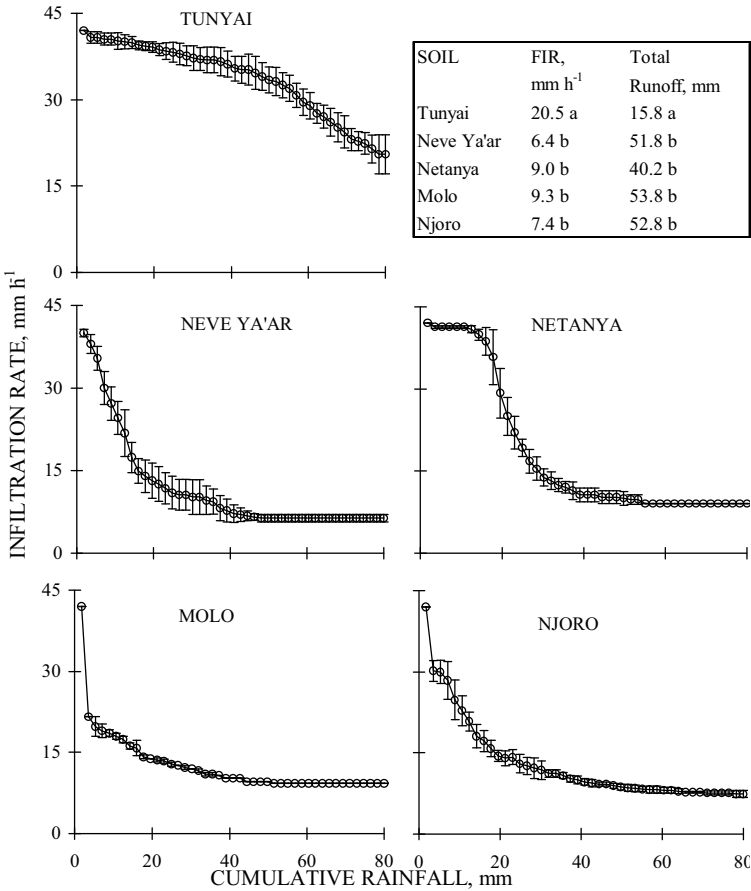 TUNYAI
45
30
15
0
SOIL FIR, mm h-1 Total Runoff, mm
Tunyai 20.5 a 15.8 a
Neve Ya'ar 6.4 b 51.8 b
Netanya 9.0 b 40.2 b
Molo 9.3 b 53.8 b
Njoro 7.4 b 52.8 b
INFILTRATION RATE, mm h-1
NEVE YA'AR
45
30
15
0
NETANYA
MOLO
45
30
15
0
0 20 40 60 80
NJORO
0 20 40 60 80
CUMULATIVE RAINFALL, mm